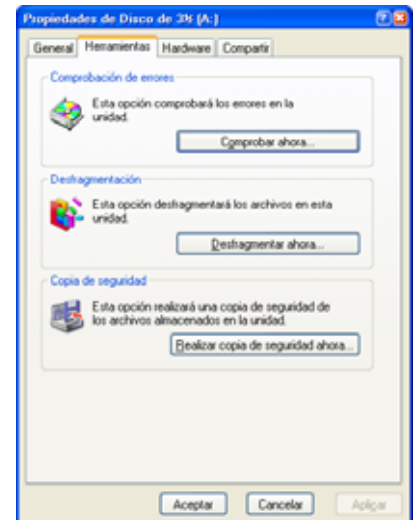 Propiedades de Disco de 3½ (A:)
General Herramientas Hardware Compartir
Comprobación de errores
Esta opción comprobará los errores en la
unidad.
Comprobar ahora...
Desfragmentación
Esta opción desfragmentará los archivos en esta
unidad.
Desfragmentar ahora...
Copia de seguridad
Esta opción realizará una copia de seguridad de
los archivos almacenados en la unidad.
Realizar copia de seguridad ahora...
Aceptar Cancelar Aplicar